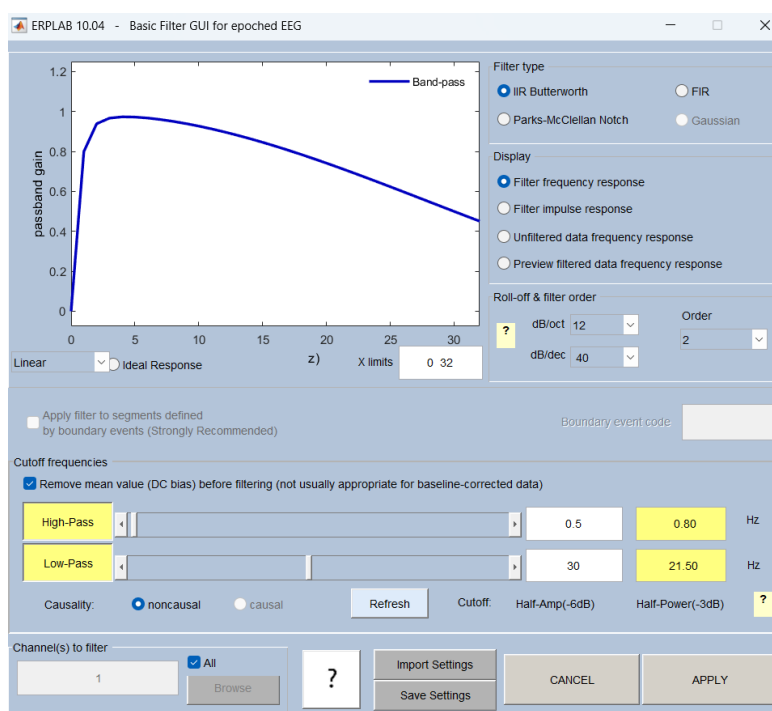 ERPLAB 10.04 - Basic Filter GUI for epoched EEG
1.2
1
0.8
0.6
0.4
0.2
0
passband gain
Band-pass
0 5 10 15 20 25 30
z)
Linear
Ideal Response
X limits
0 32
Filter type
IIR Butterworth
FIR
Parks-McClellan Notch
Gaussian
Display
Filter frequency response
Filter impulse response
Unfiltered data frequency response
Preview filtered data frequency response
Roll-off & filter order
?
dB/oct 12
Order
2
dB/dec 40
Apply filter to segments defined
by boundary events (Strongly Recommended)
Boundary event code
Cutoff frequencies
Remove mean value (DC bias) before filtering (not usually appropriate for baseline-corrected data)
High-Pass 0.5 0.80 Hz
Low-Pass 30 21.50 Hz
Causality: noncausal causal Refresh Cutoff: Half-Amp(-6dB) Half-Power(-3dB) ?
Channel(s) to filter
1
All
Browse
?
Import Settings
Save Settings
CANCEL
APPLY